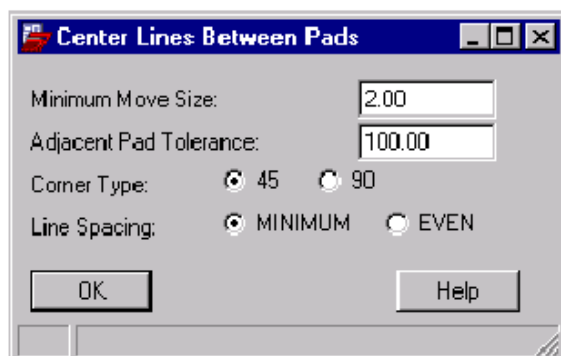 Center Lines Between Pads
Minimum Move Size: 2.00
Adjacent Pad Tolerance: 100.00
Corner Type: 45 90
Line Spacing: MINIMUM EVEN
OK Help